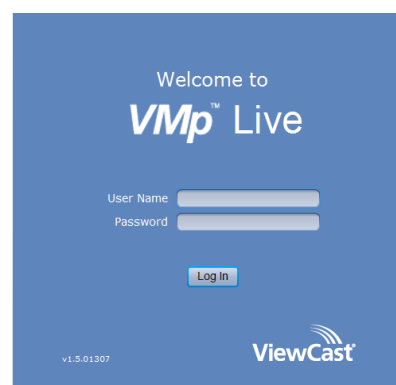 Welcome to
VMp™ Live
User Name
Password
Log In
ViewCast®
v1.5.01307